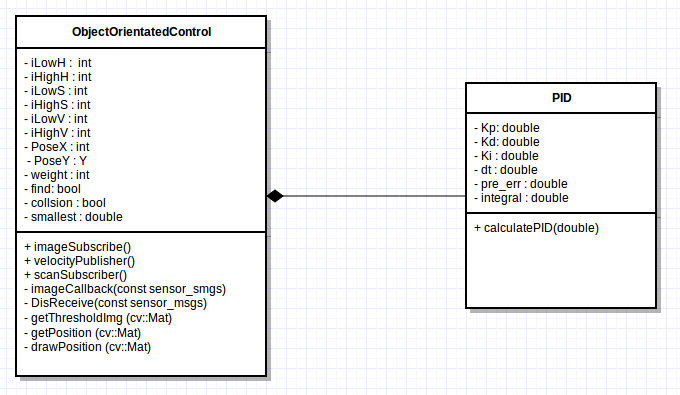 ObjectOrientatedControl
- iLowH :  int
- iHighH : int
- iLowS : int
- iHighS : int
- iLowV : int
- iHighV : int
- PoseX : int
- PoseY : Y
- weight : int
- find: bool
- collsion : bool
- smallest : double
+ imageSubscribe()
+ velocityPublisher()
+ scanSubscriber()
- imageCallback(const sensor_smgs)
- DisReceive(const sensor_msgs)
- getThresholdImg (cv::Mat)
- getPosition (cv::Mat)
- drawPosition (cv::Mat)
PID
- Kp: double
- Kd: double
- Ki : double
- dt : double
- pre_err : double
- integral : double
+ calculatePID(double)